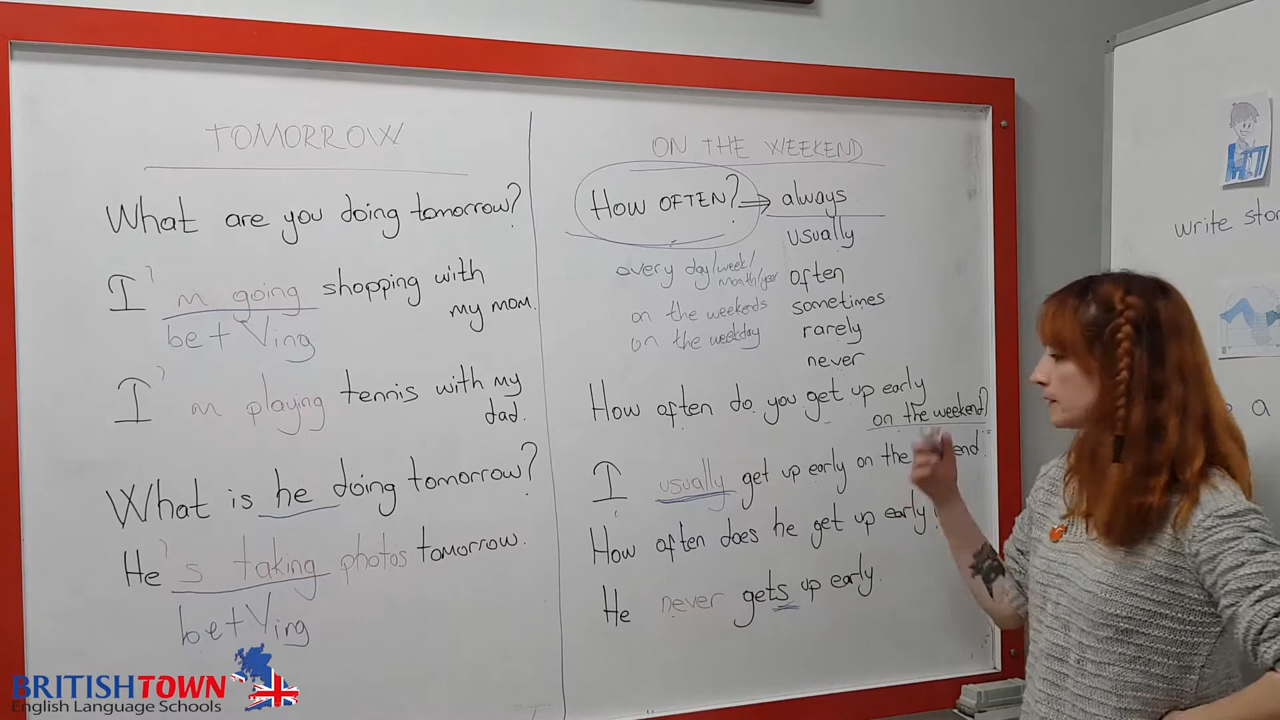 TOMORROW
What are you doing tomorrow?
I'm going shopping with
my mom.
be + Ving
I'm playing tennis with my
dad.
What is he doing tomorrow?
He's taking photos tomorrow.
be + Ving
ON THE WEEKEND
How OFTEN? → always
usually
every day/week/
month/year
often
on the weekends
sometimes
on the weekday
rarely
never
How often do you get up early
on the weekend?
I usually get up early on the end.
How often does he get up early?
He never gets up early.
write
a
BRITISHTOWN
English Language Schools